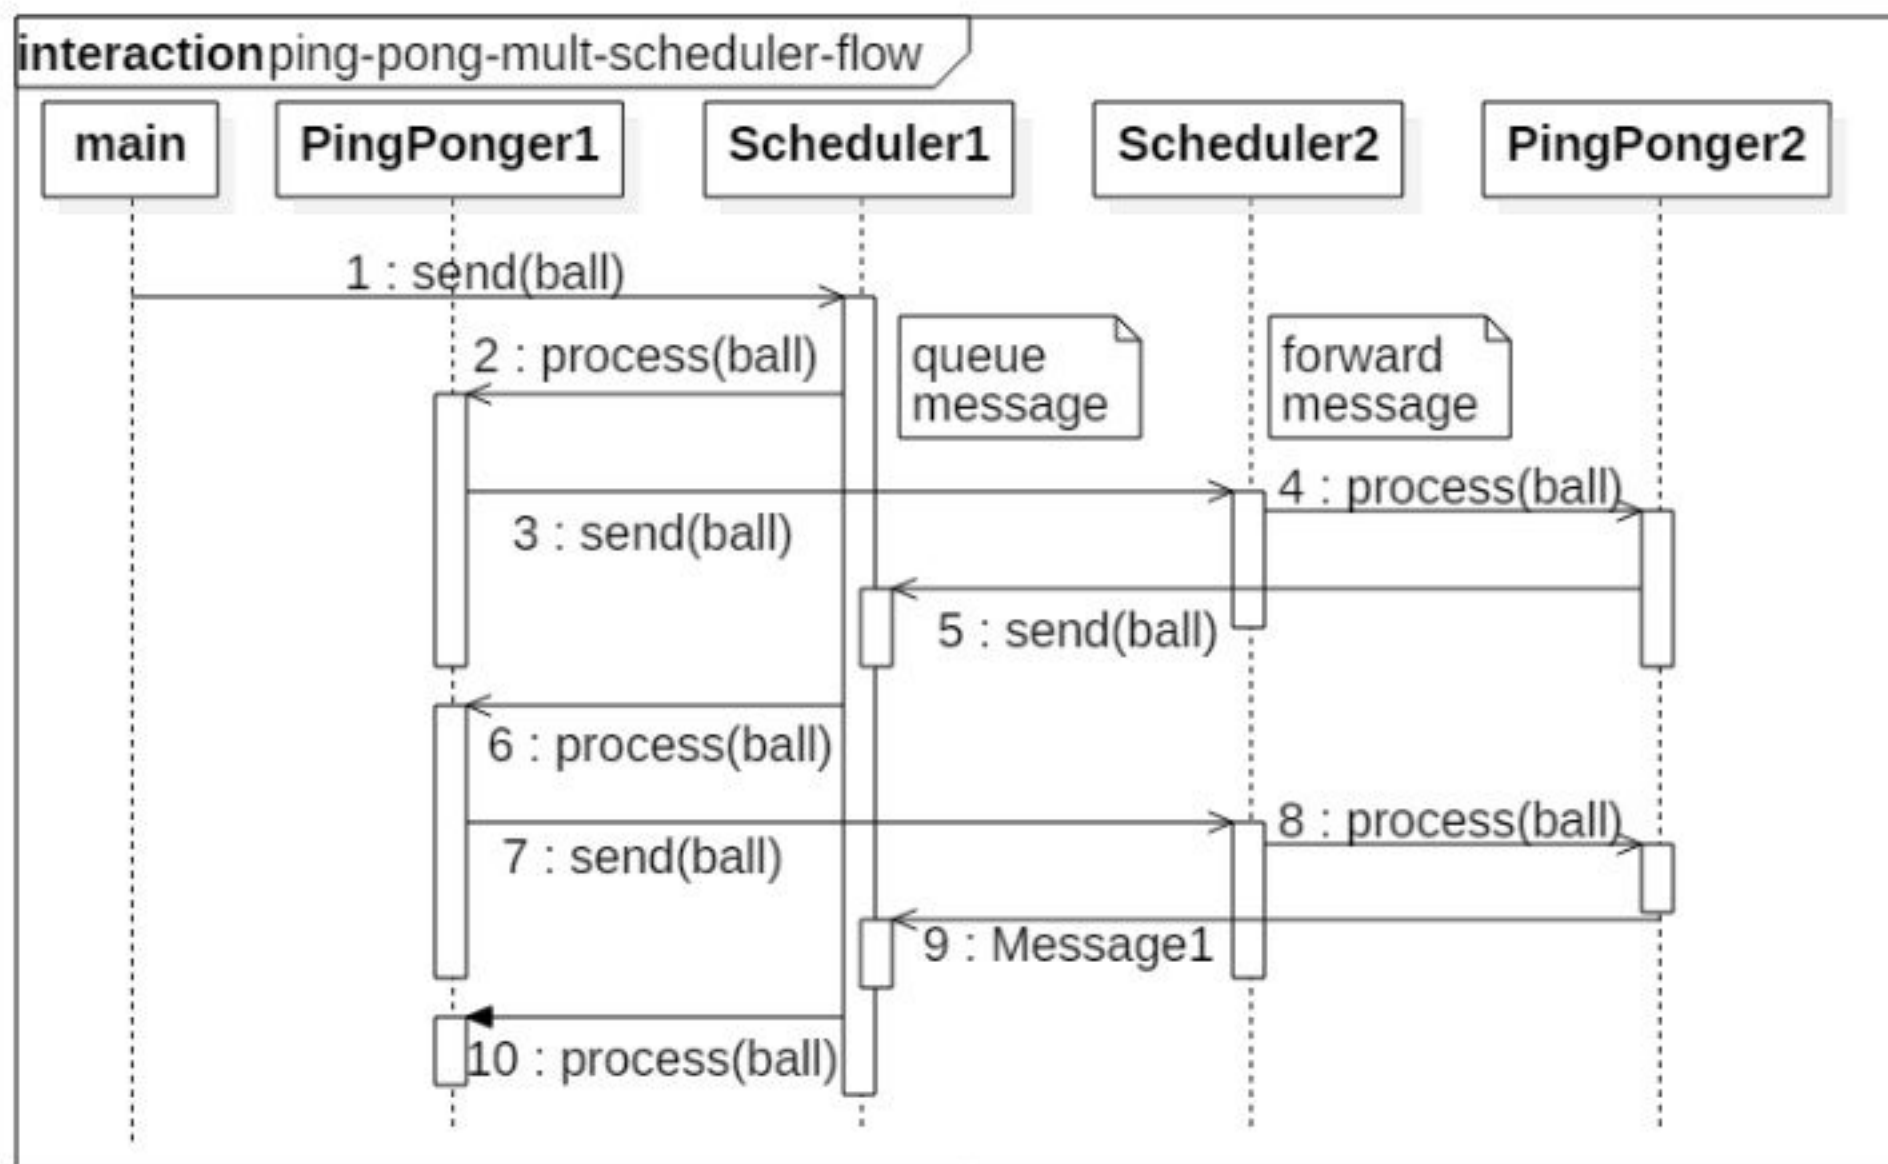 interaction ping-pong-mult-scheduler-flow
main
PingPonger1
Scheduler1
Scheduler2
PingPonger2
1 : send(ball)
2 : process(ball)
queue
message
forward
message
3 : send(ball)
4 : process(ball)
5 : send(ball)
6 : process(ball)
7 : send(ball)
8 : process(ball)
9 : Message1
10 : process(ball)